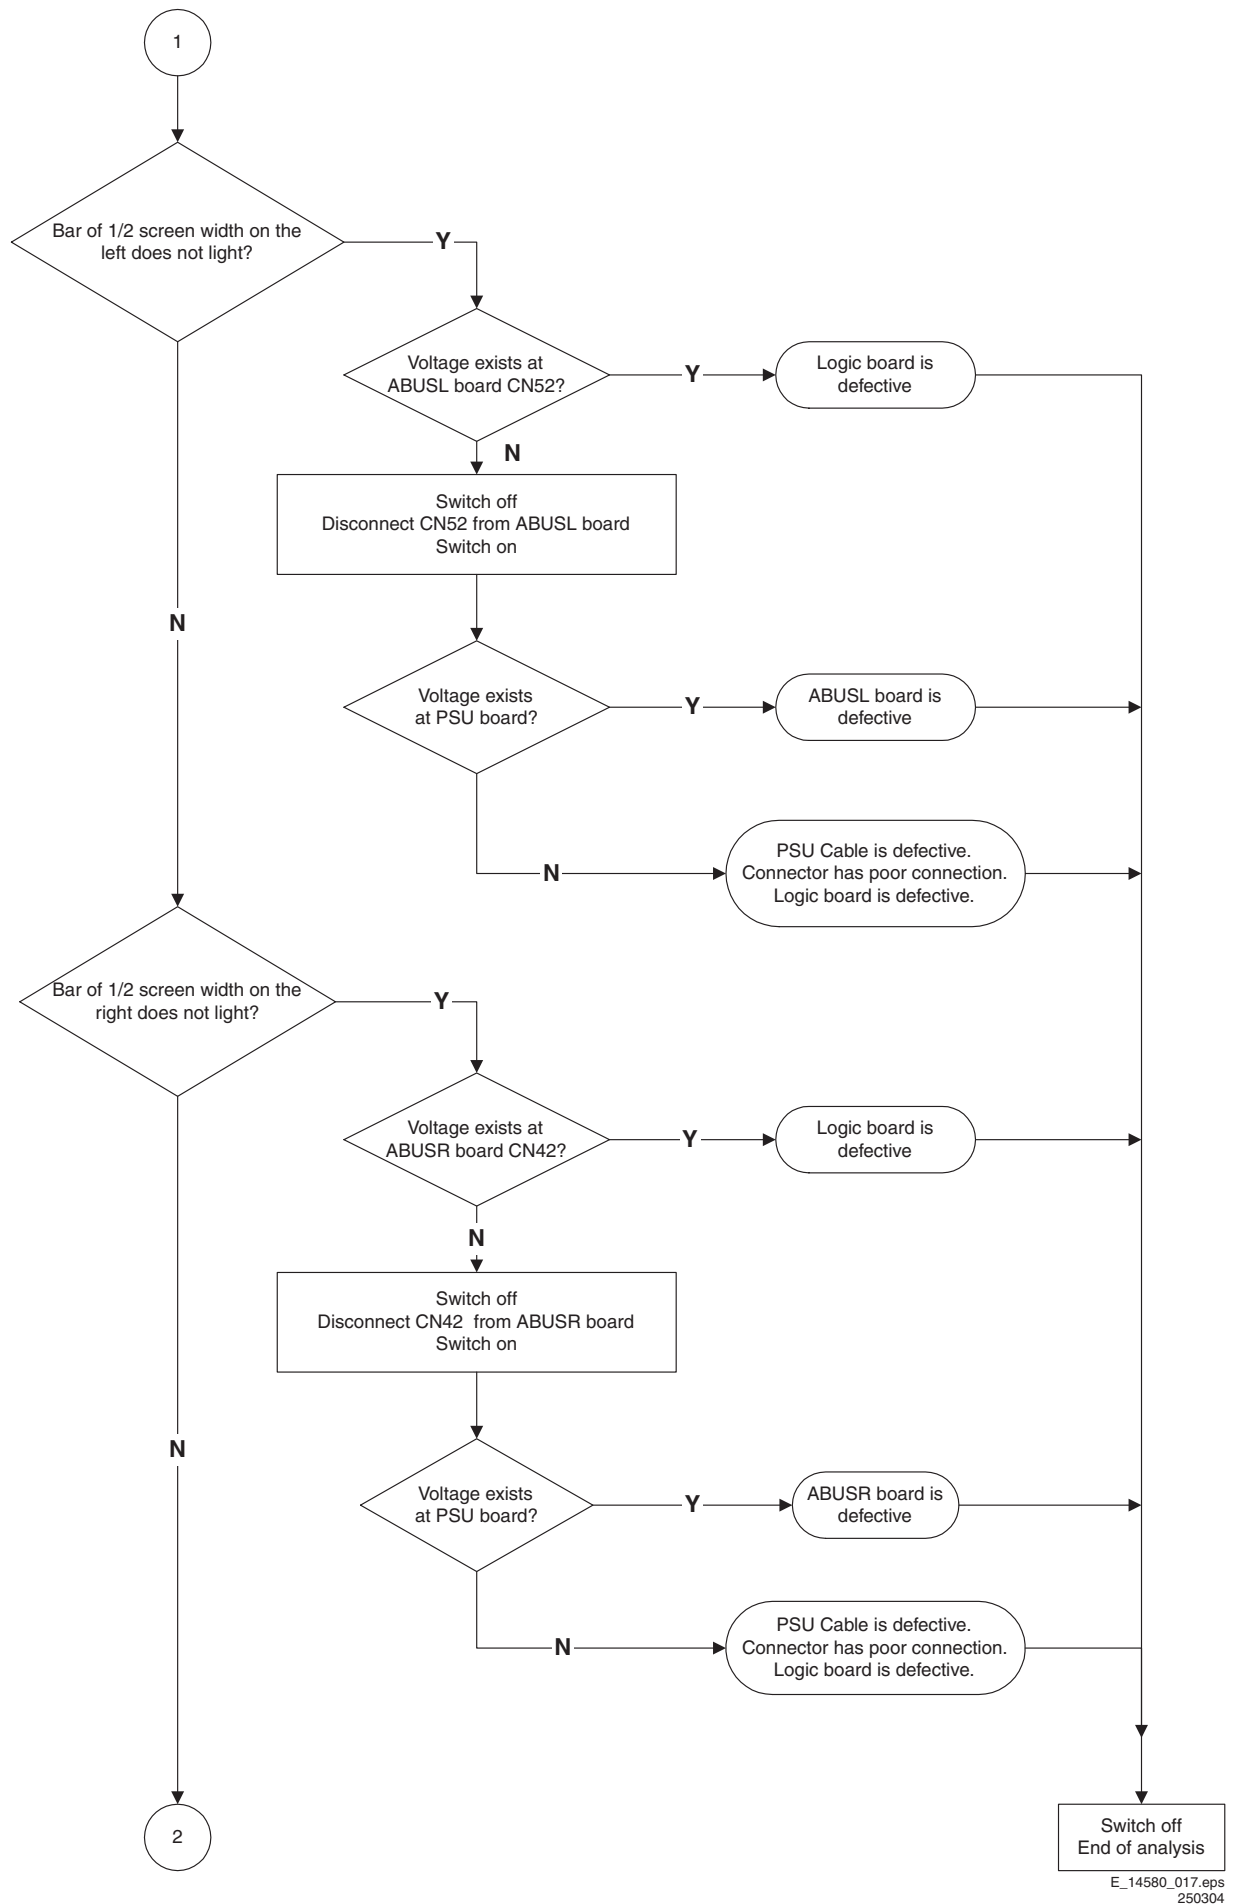 1
Bar of 1/2 screen width on the
left does not light?
Y
Voltage exists at
ABUSL board CN52?
Y
Logic board is
defective
N
Switch off
Disconnect CN52 from ABUSL board
Switch on
N
Voltage exists
at PSU board?
Y
ABUSL board is
defective
N
PSU Cable is defective.
Connector has poor connection.
Logic board is defective.
Bar of 1/2 screen width on the
right does not light?
Y
Voltage exists at
ABUSR board CN42?
Y
Logic board is
defective
N
Switch off
Disconnect CN42 from ABUSR board
Switch on
N
Voltage exists
at PSU board?
Y
ABUSR board is
defective
N
PSU Cable is defective.
Connector has poor connection.
Logic board is defective.
2
Switch off
End of analysis
E_14580_017.eps
250304